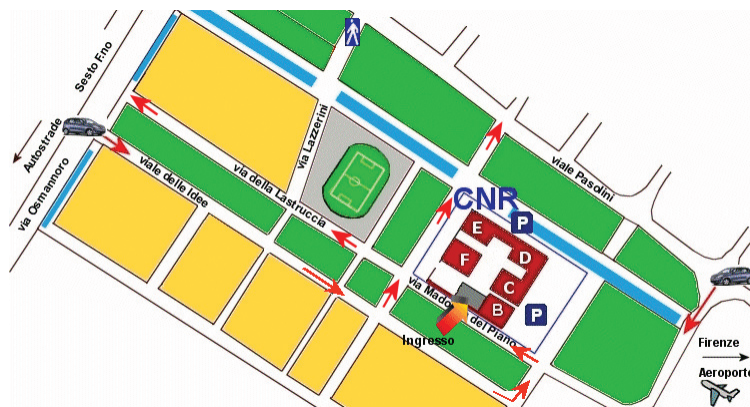 Sesto F.no
Autostrade
via Osmannoro
viale delle Idee
via della Lastruccia
via Lazzerini
viale Pasolini
CNR
P
E
D
F
C
B
P
via Mado del Piano
Ingresso
Firenze
Aeroporto